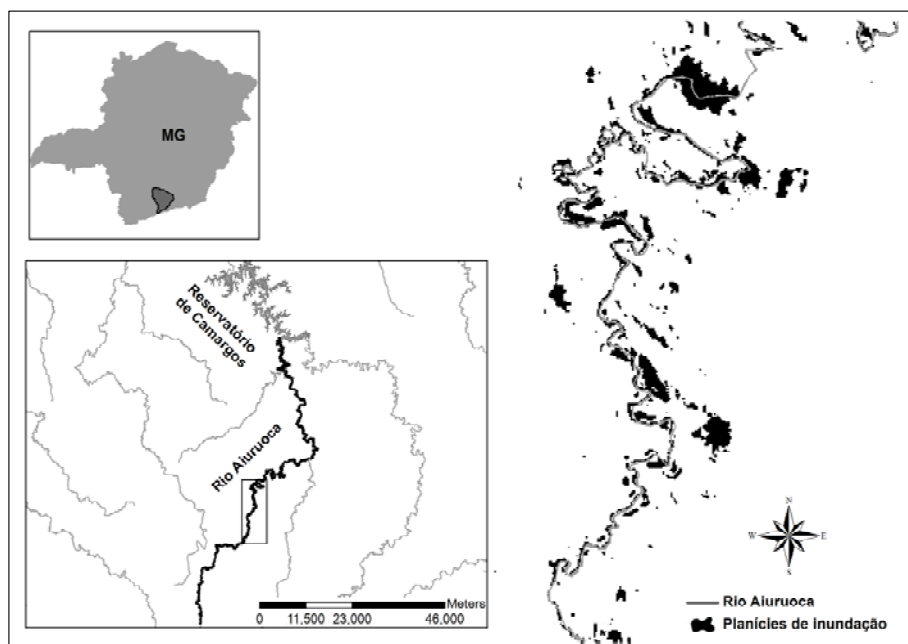 MG
Reservatório
de Camargos
Rio Aiuruoca
Meters
0 11.500 23.000 46.000
N
W E
S
Rio Aiuruoca
Planícies de inundação